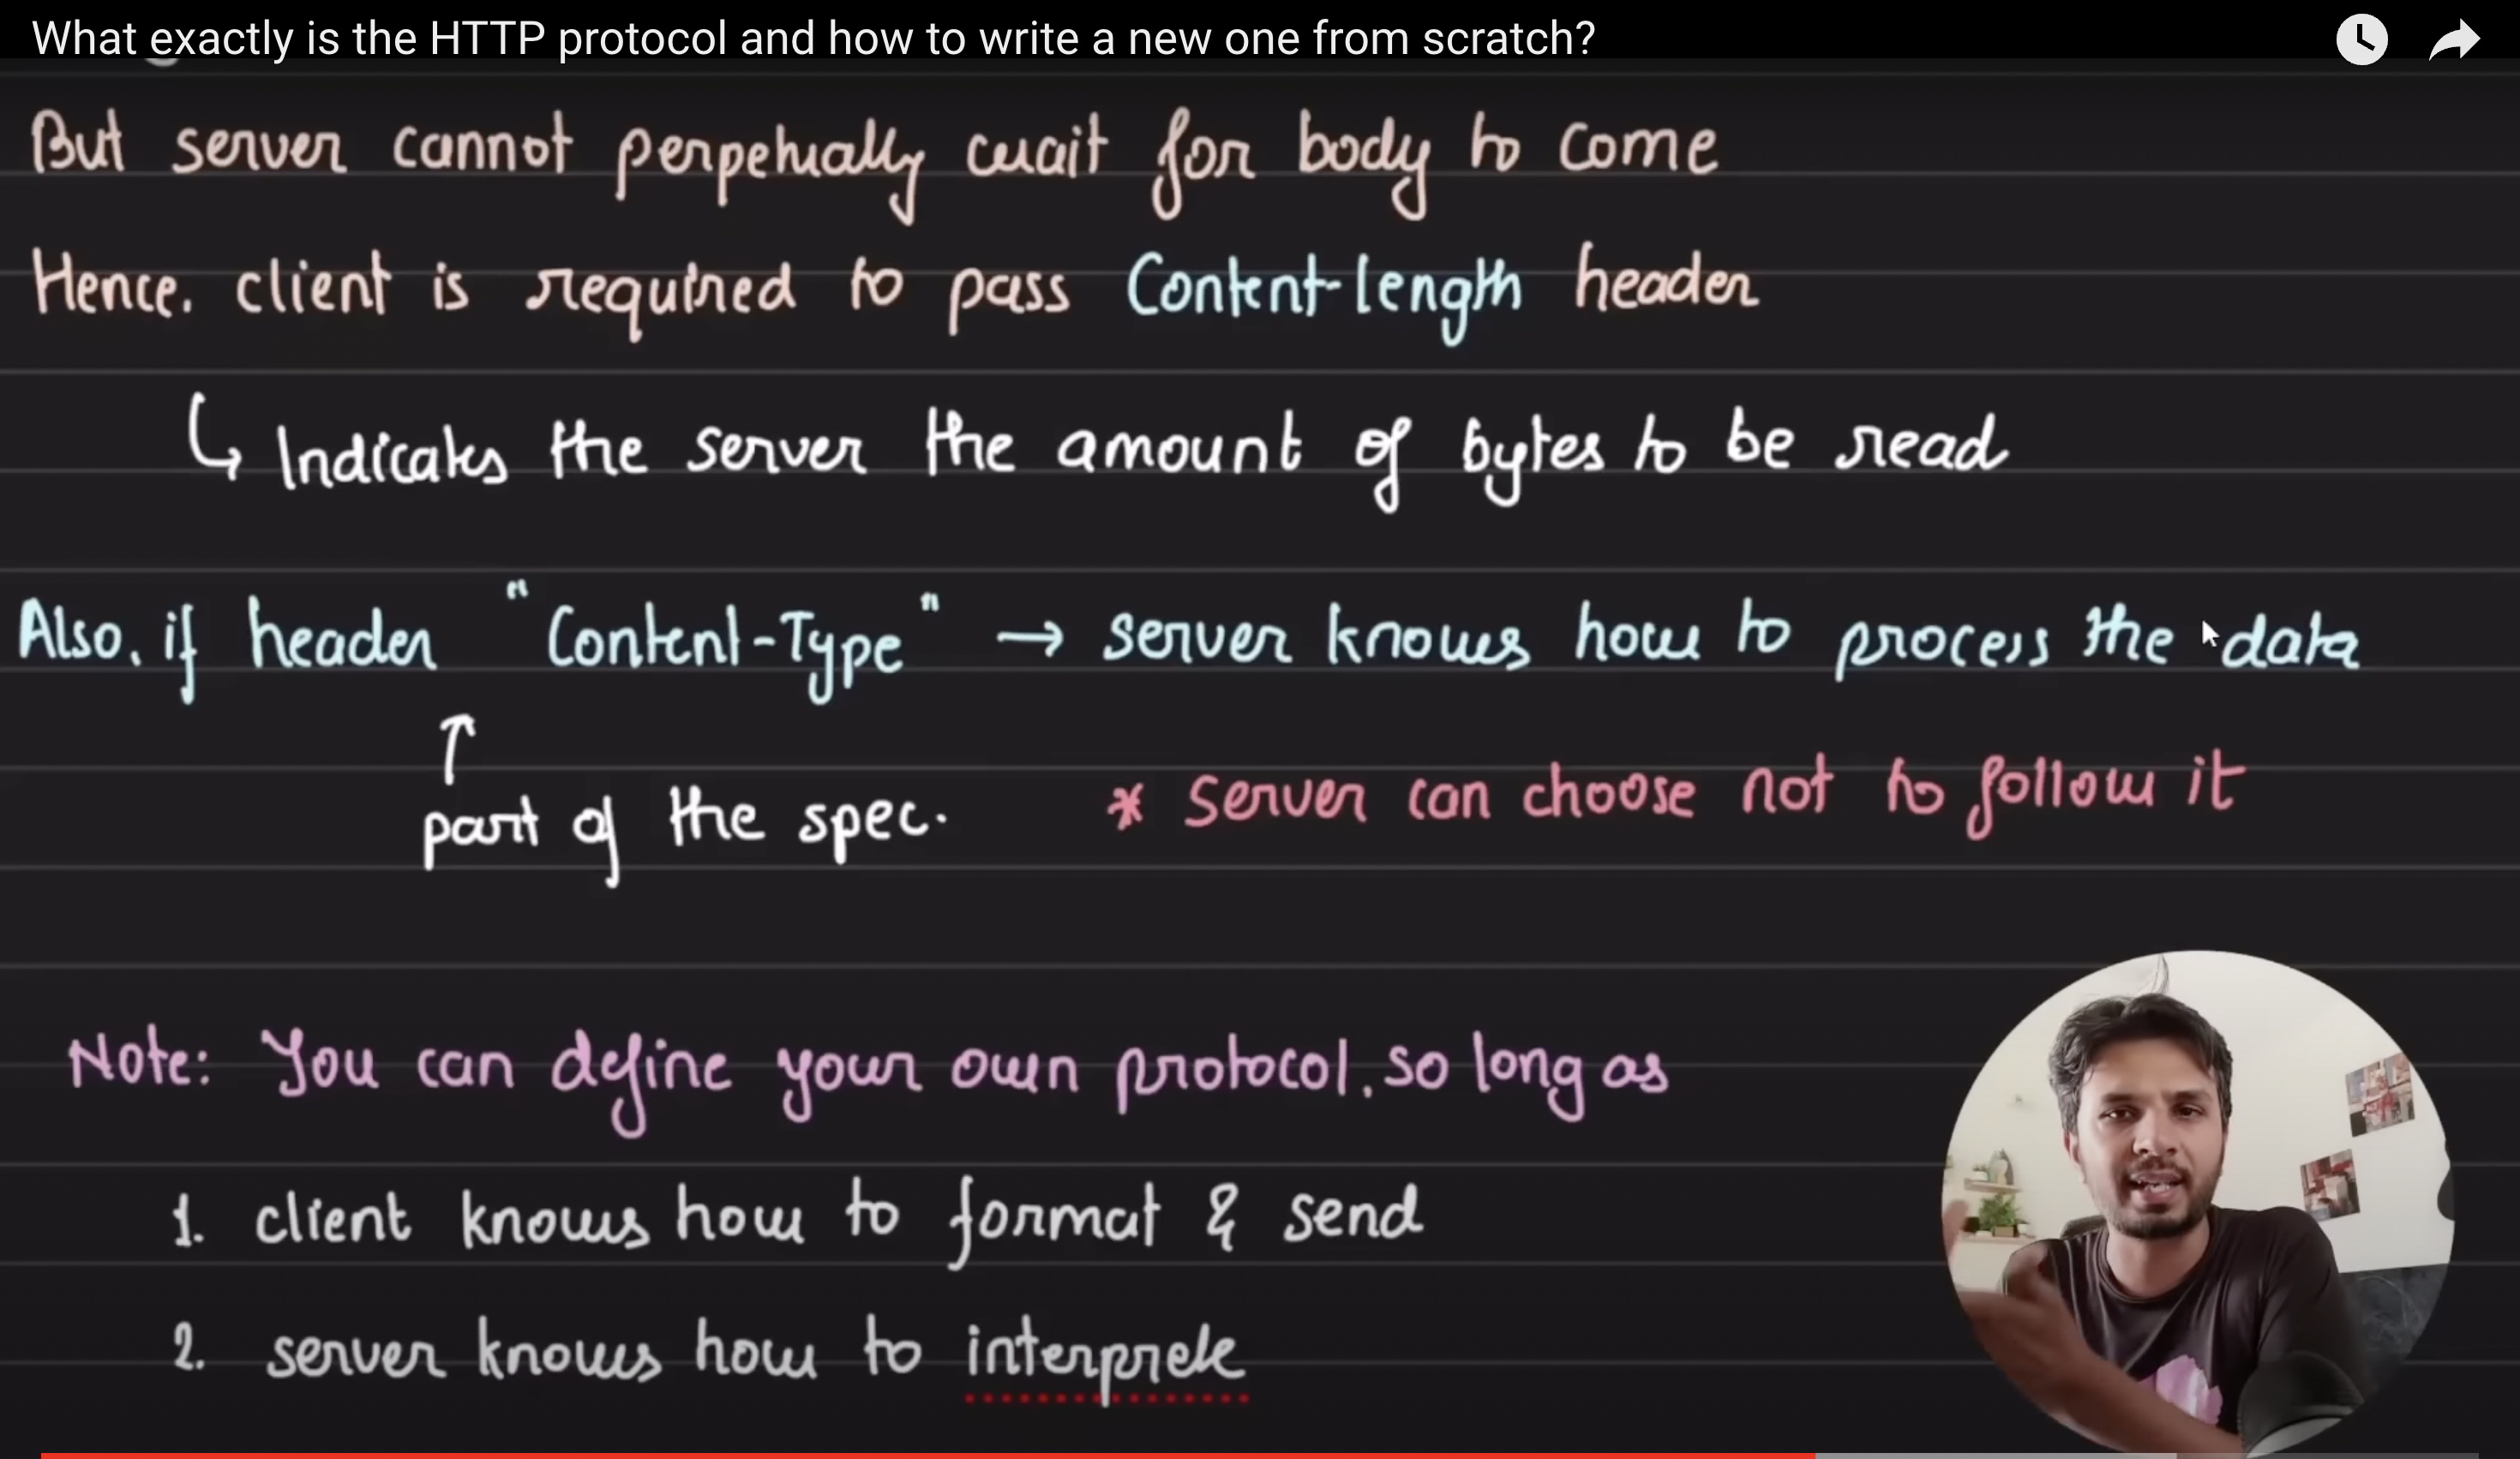 What exactly is the HTTP protocol and how to write a new one from scratch?
But server cannot perpetually wait for body to come
Hence, client is required to pass Content-length header
↳ Indicates the server the amount of bytes to be read
Also, if header "Content-Type" → server knows how to process the data
↑
part of the spec.
* Server can choose not to follow it
Note: You can define your own protocol, so long as
1. client knows how to format & send
2. server knows how to interprete